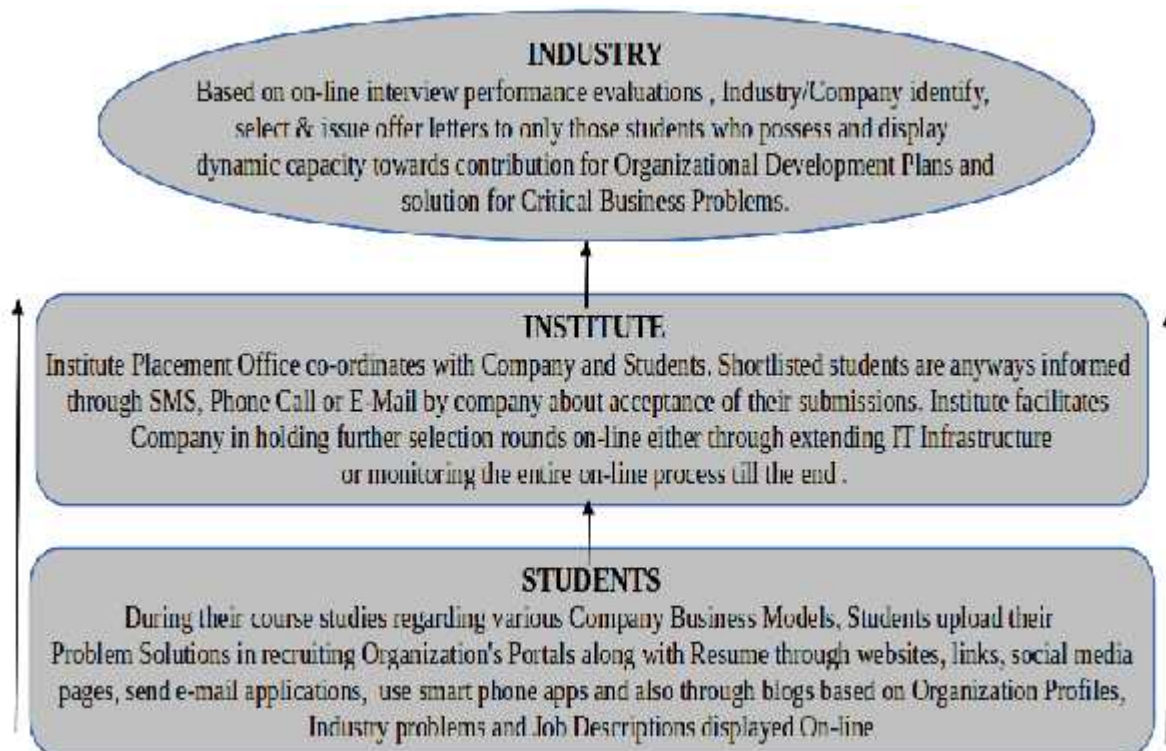 INDUSTRY
Based on on-line interview performance evaluations , Industry/Company identify,
select & issue offer letters to only those students who possess and display
dynamic capacity towards contribution for Organizational Development Plans and
solution for Critical Business Problems.
INSTITUTE
Institute Placement Office co-ordinates with Company and Students. Shortlisted students are anyways informed
through SMS, Phone Call or E-Mail by company about acceptance of their submissions. Institute facilitates
Company in holding further selection rounds on-line either through extending IT Infrastructure
or monitoring the entire on-line process till the end .
STUDENTS
During their course studies regarding various Company Business Models, Students upload their
Problem Solutions in recruiting Organization's Portals along with Resume through websites, links, social media
pages, send e-mail applications, use smart phone apps and also through blogs based on Organization Profiles,
Industry problems and Job Descriptions displayed On-line